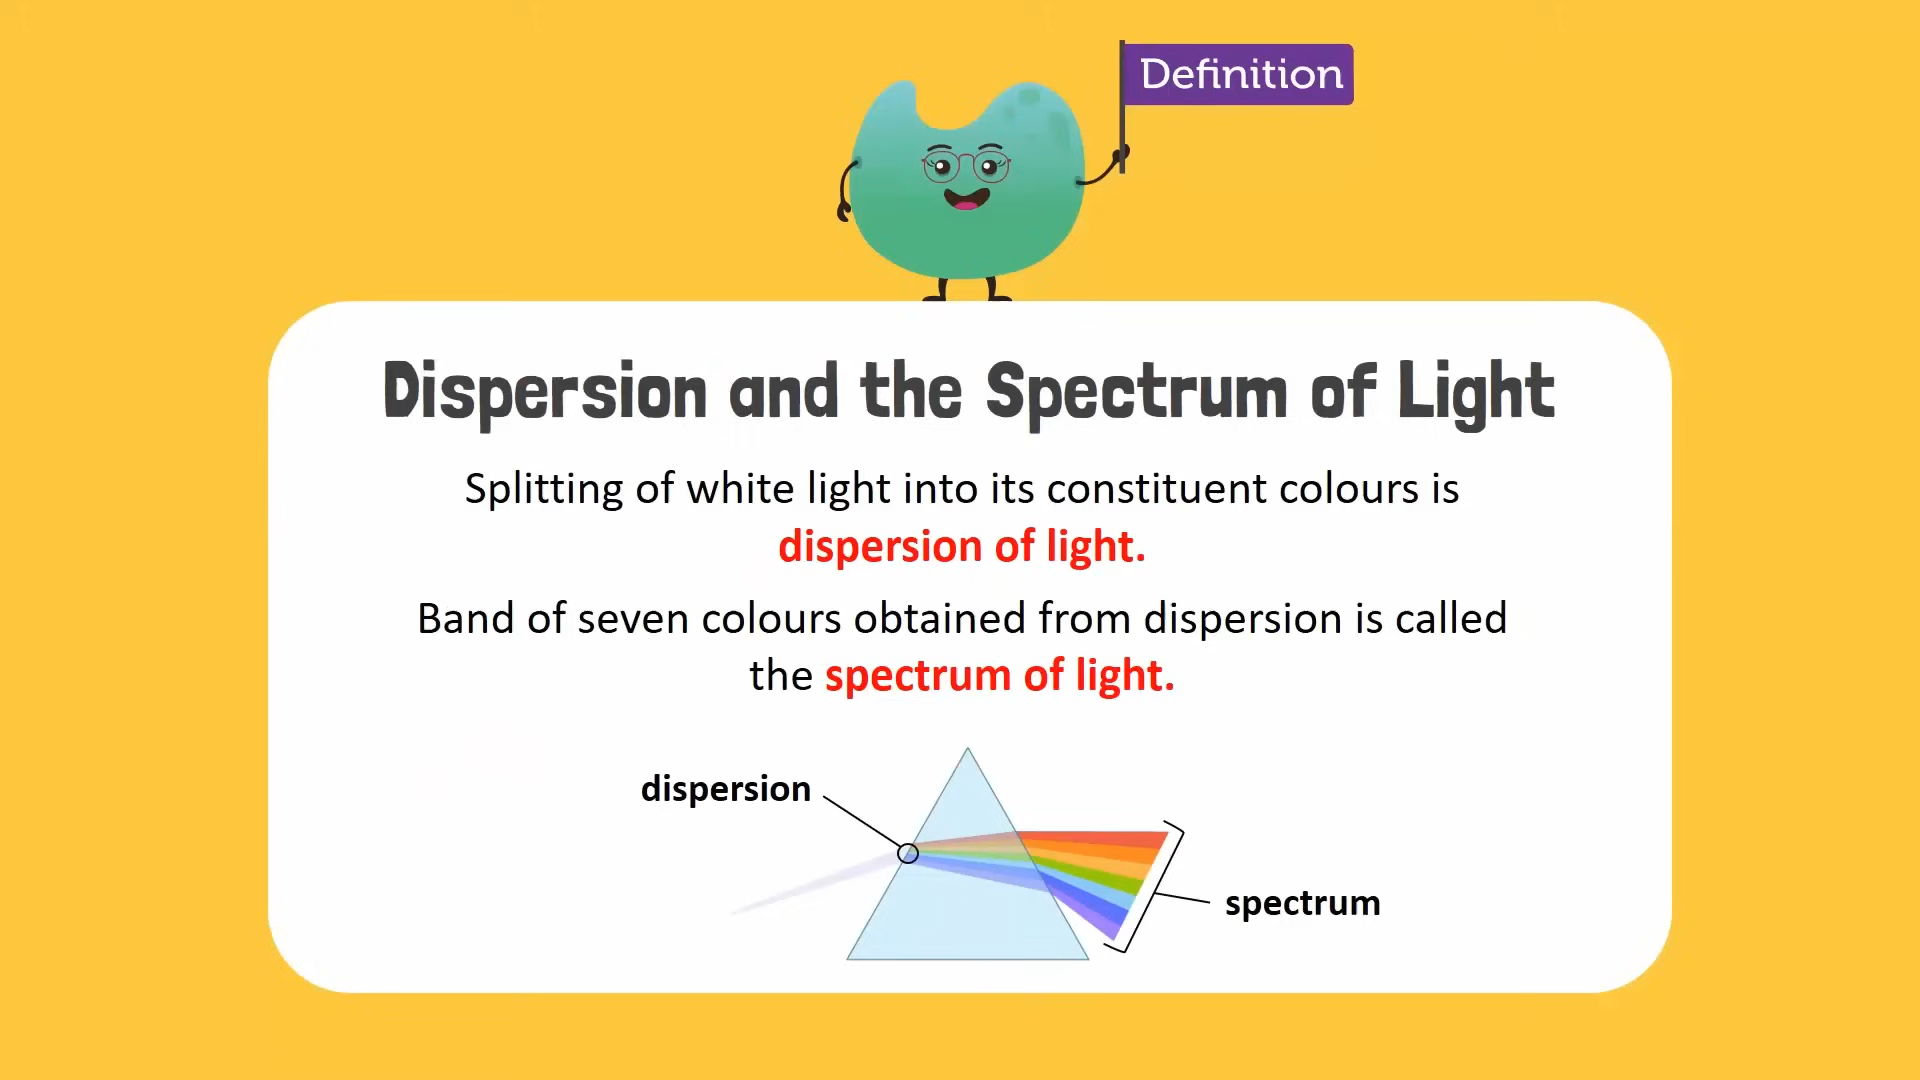 Definition
Dispersion and the Spectrum of Light
Splitting of white light into its constituent colours is
dispersion of light.
Band of seven colours obtained from dispersion is called
the spectrum of light.
dispersion
spectrum